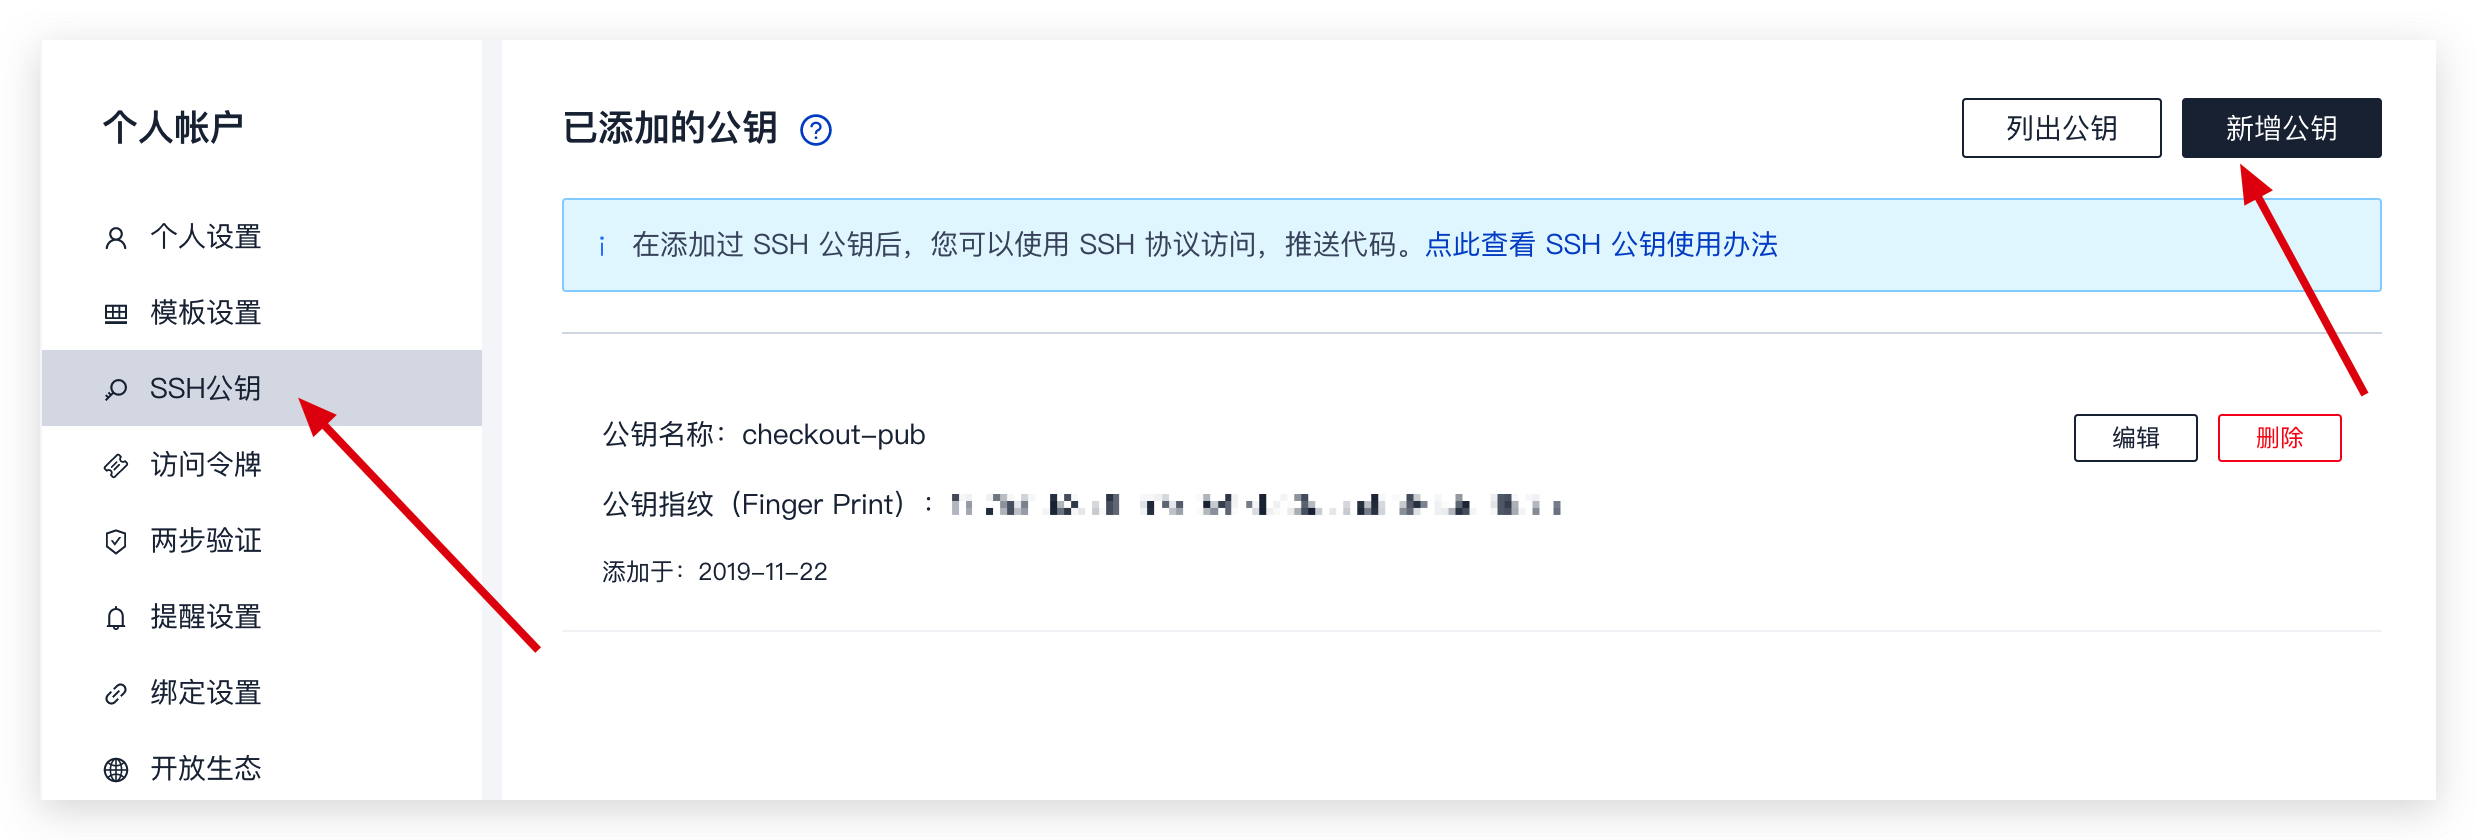 个人帐户
个人设置
模板设置
SSH公钥
访问令牌
两步验证
提醒设置
绑定设置
开放生态
已添加的公钥 ?
列出公钥
新增公钥
i 在添加过 SSH 公钥后，您可以使用 SSH 协议访问，推送代码。点此查看 SSH 公钥使用办法
公钥名称：checkout-pub
编辑
删除
公钥指纹（Finger Print）：
添加于：2019-11-22